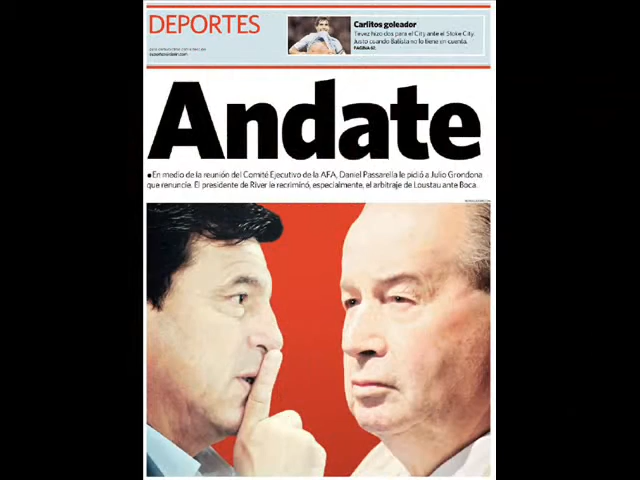 DEPORTES
Carlitos goleador
Tevez hizo dos para el City ante el Stoke City.
Justo cuando Batista no lo tiene en cuenta.
Andate
●En medio de la reunión del Comité Ejecutivo de la AFA, Daniel Passarella le pidió a Julio Grondona
que renuncie. El presidente de River le recriminó, especialmente, el arbitraje de Loustau ante Boca.